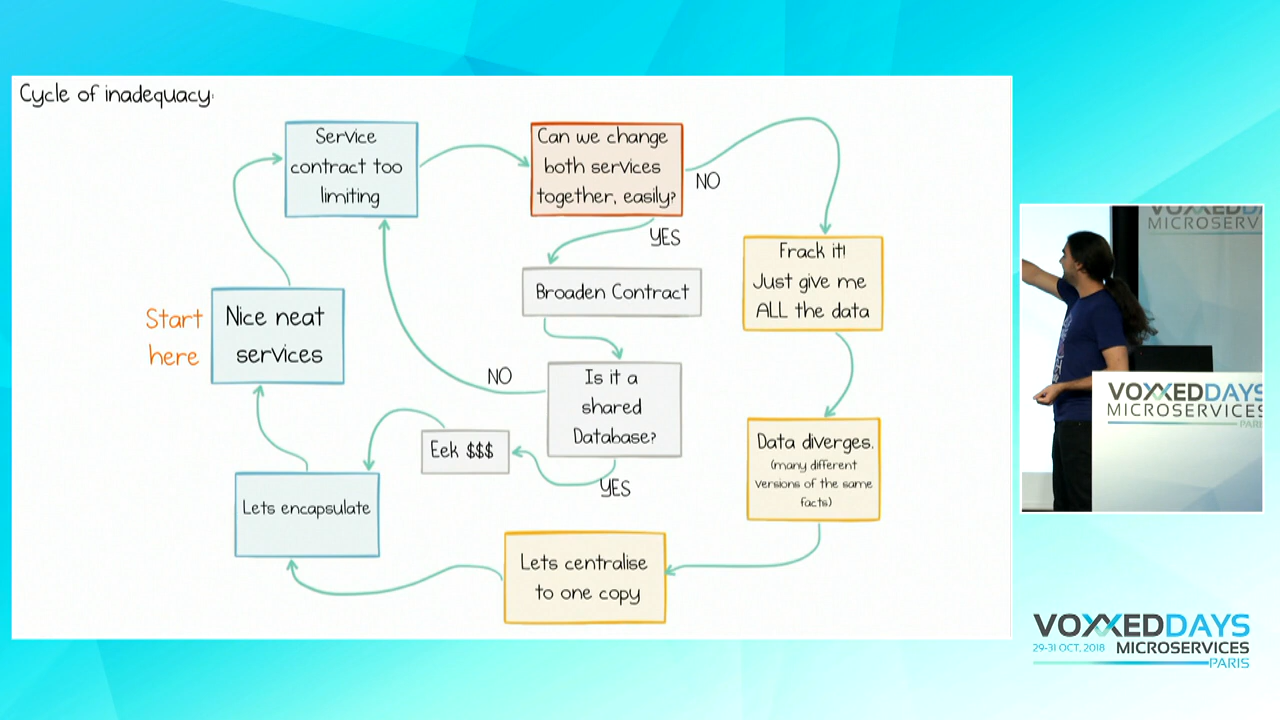 Cycle of inadequacy:
Service
contract too
limiting
Can we change
both services
together, easily?
NO
YES
Frack it!
Just give me
ALL the data
Broaden Contract
Start
here
Nice neat
services
NO
Is it a
shared
Database?
Eek $$$
YES
Data diverges.
(many different
versions of the same
facts)
Lets encapsulate
Lets centralise
to one copy
VOXXEDD
MICROSERV
VOXXEDDAYS
MICROSERVICES
PARI
VOXXEDDAYS
29-31 OCT, 2018 MICROSERVICES
PARIS